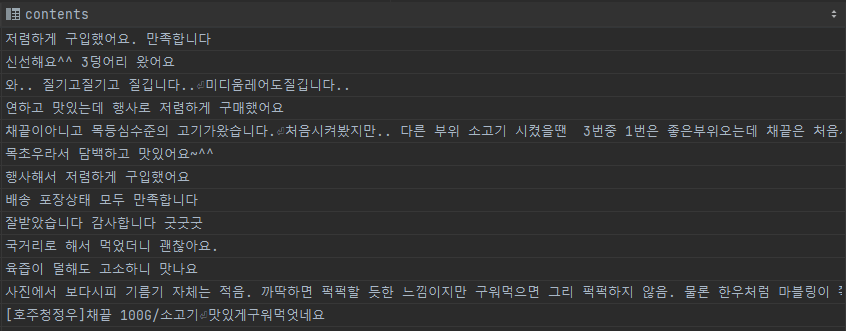 contents
저렴하게 구입했어요. 만족합니다
신선해요^^ 3덩어리 왔어요
와.. 질기고질기고 질깁니다..⏎미디움레어도질깁니다..
연하고 맛있는데 행사로 저렴하게 구매했어요
채끝이아니고 목등심수준의 고기가왔습니다.⏎처음시켜봤지만.. 다른 부위 소고기 시켰을땐  3번중 1번은 좋은부위오는데 채끝은 처음
목초우라서 담백하고 맛있어요~^^
행사해서 저렴하게 구입했어요
배송 포장상태 모두 만족합니다
잘받았습니다 감사합니다 굿굿굿
국거리로 해서 먹었더니 괜찮아요.
육즙이 덜해도 고소하니 맛나요
사진에서 보다시피 기름기 자체는 적음. 까딱하면 퍽퍽할 듯한 느낌이지만 구워먹으면 그리 퍽퍽하지 않음. 물론 한우처럼 마블링이
[호주청정우]채끝 100G/소고기⏎맛있게구워먹엇네요